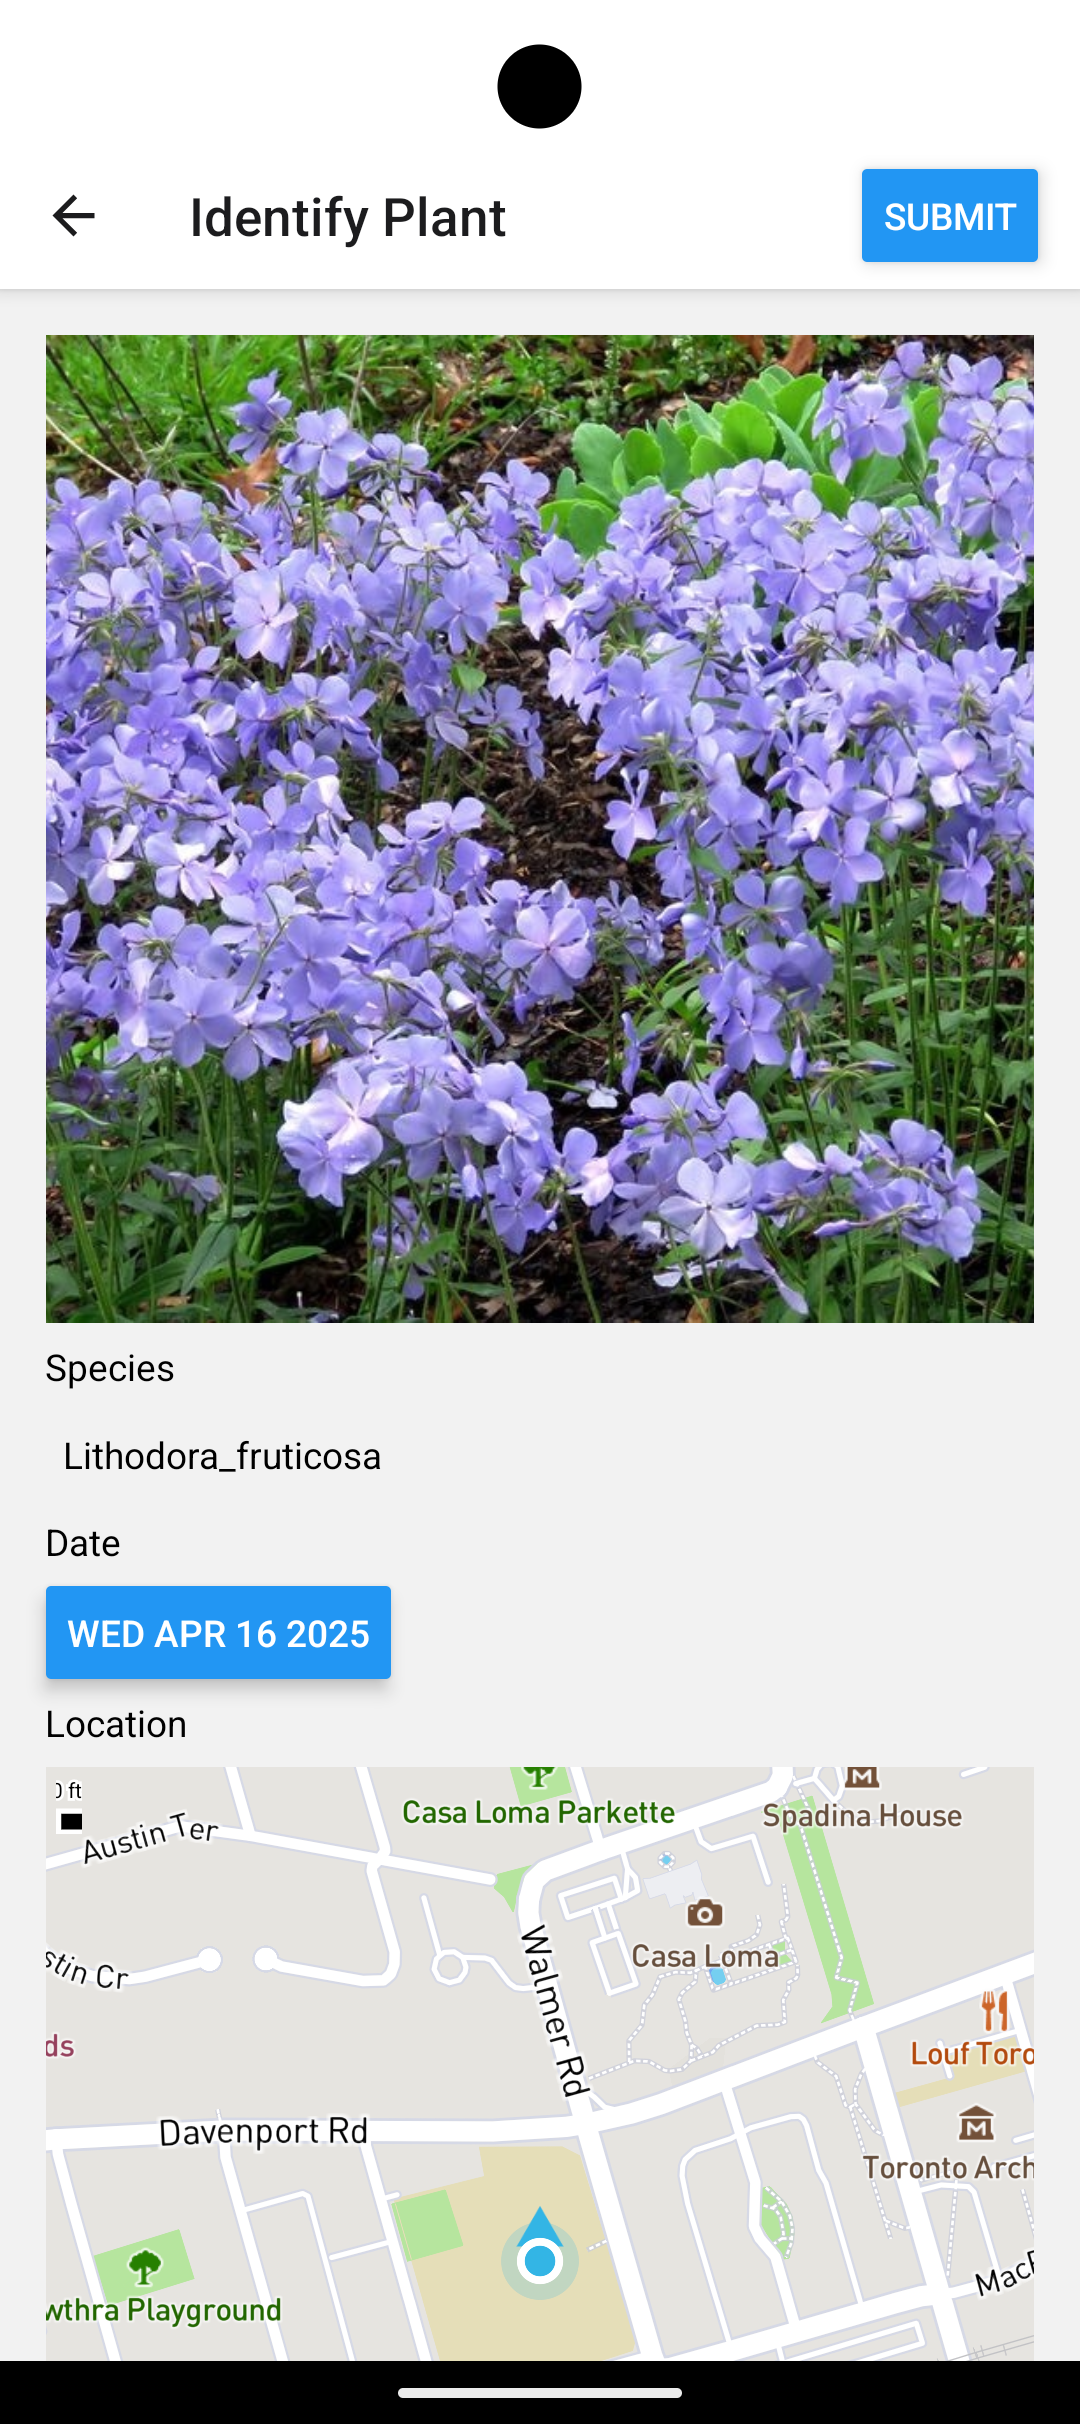 Identify Plant
SUBMIT
Species
Lithodora_fruticosa
Date
WED APR 16 2025
Location
0 ft
Casa Loma Parkette
Spadina House
Austin Ter
Casa Loma
stin Cr
Walmer Rd
ds
Louf Toro
Davenport Rd
Toronto Arch
MacP
wthra Playground